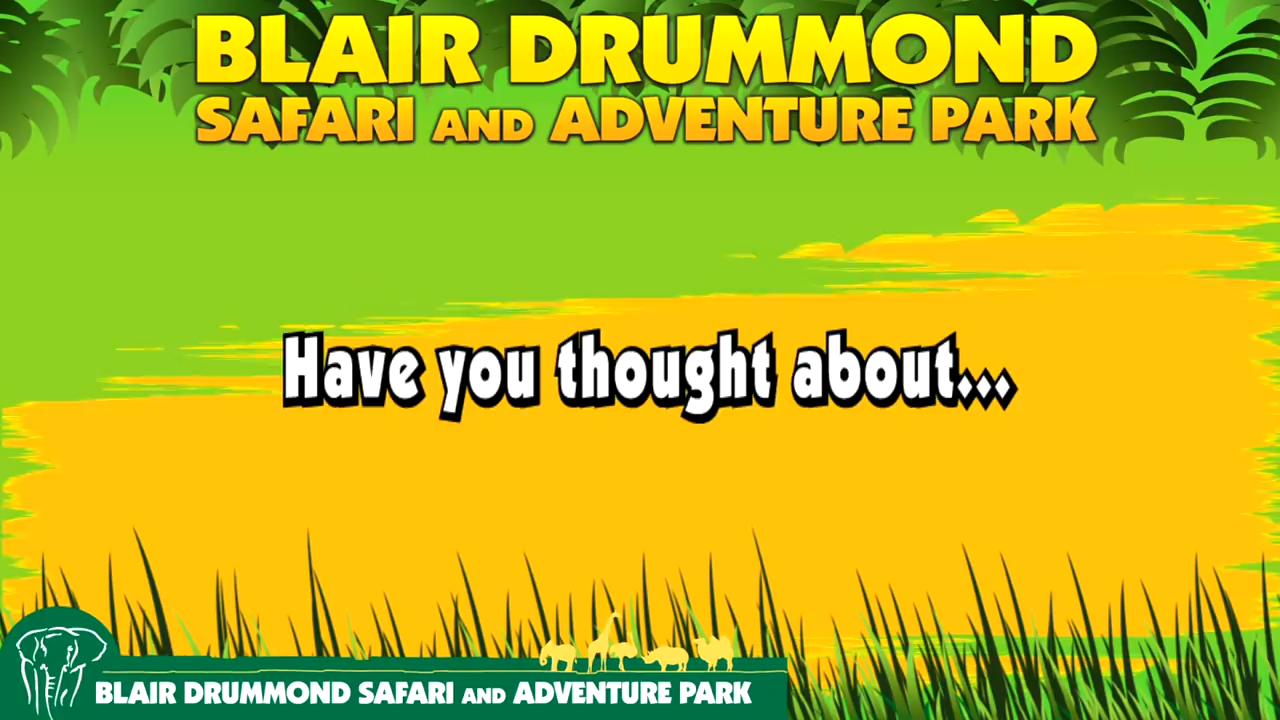 BLAIR DRUMMOND
SAFARI AND ADVENTURE PARK
Have you thought about...
BLAIR DRUMMOND SAFARI AND ADVENTURE PARK